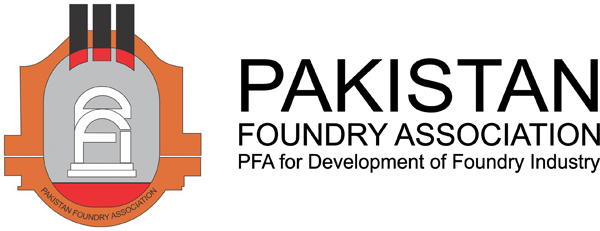 PAKISTAN FOUNDRY ASSOCIATION
PAKISTAN
FOUNDRY ASSOCIATION
PFA for Development of Foundry Industry